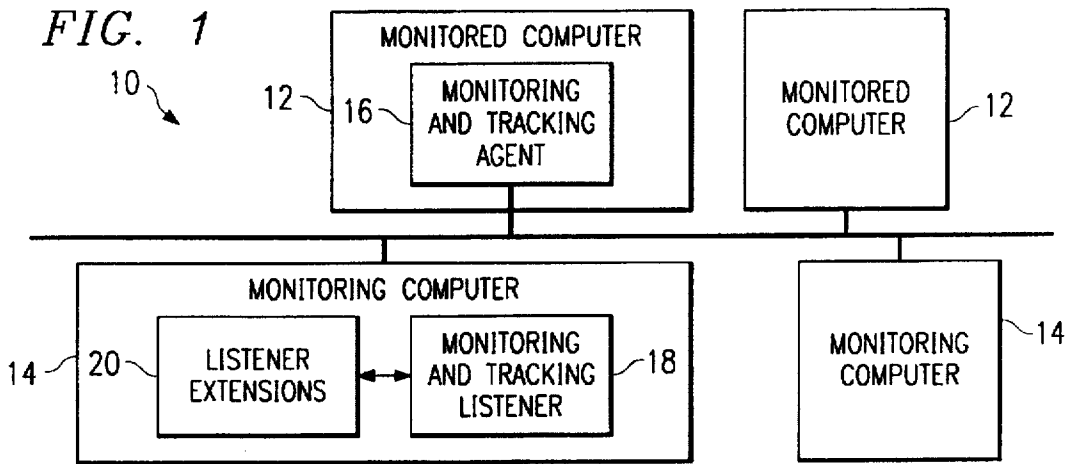 FIG. 1
10
MONITORED COMPUTER
12
16
MONITORING
AND TRACKING
AGENT
MONITORED
COMPUTER
12
MONITORING COMPUTER
14
20
LISTENER
EXTENSIONS
MONITORING
AND TRACKING
LISTENER
18
MONITORING
COMPUTER
14